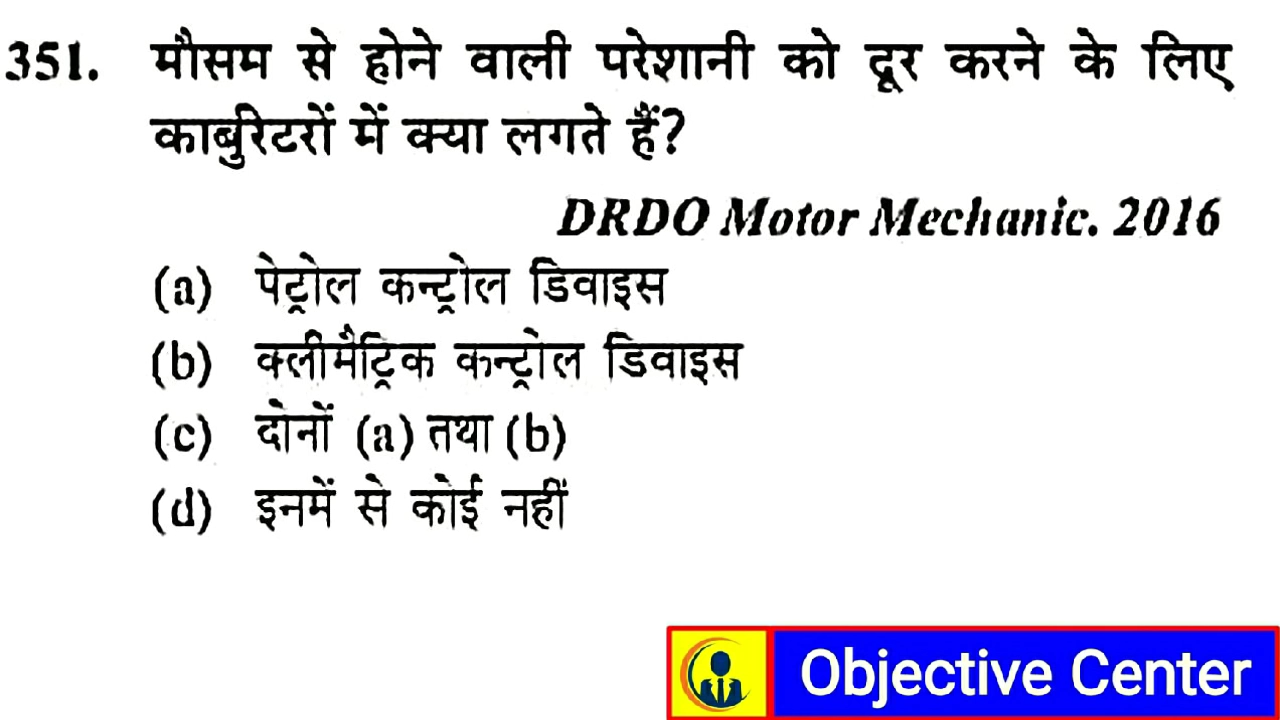 351. मौसम से होने वाली परेशानी को दूर करने के लिए
कार्बुरेटरों में क्या लगते हैं?
DRDO Motor Mechanic. 2016
(a) पेट्रोल कन्ट्रोल डिवाइस
(b) क्लीमैट्रिक कन्ट्रोल डिवाइस
(c) दोनों (a) तथा (b)
(d) इनमें से कोई नहीं
Objective Center